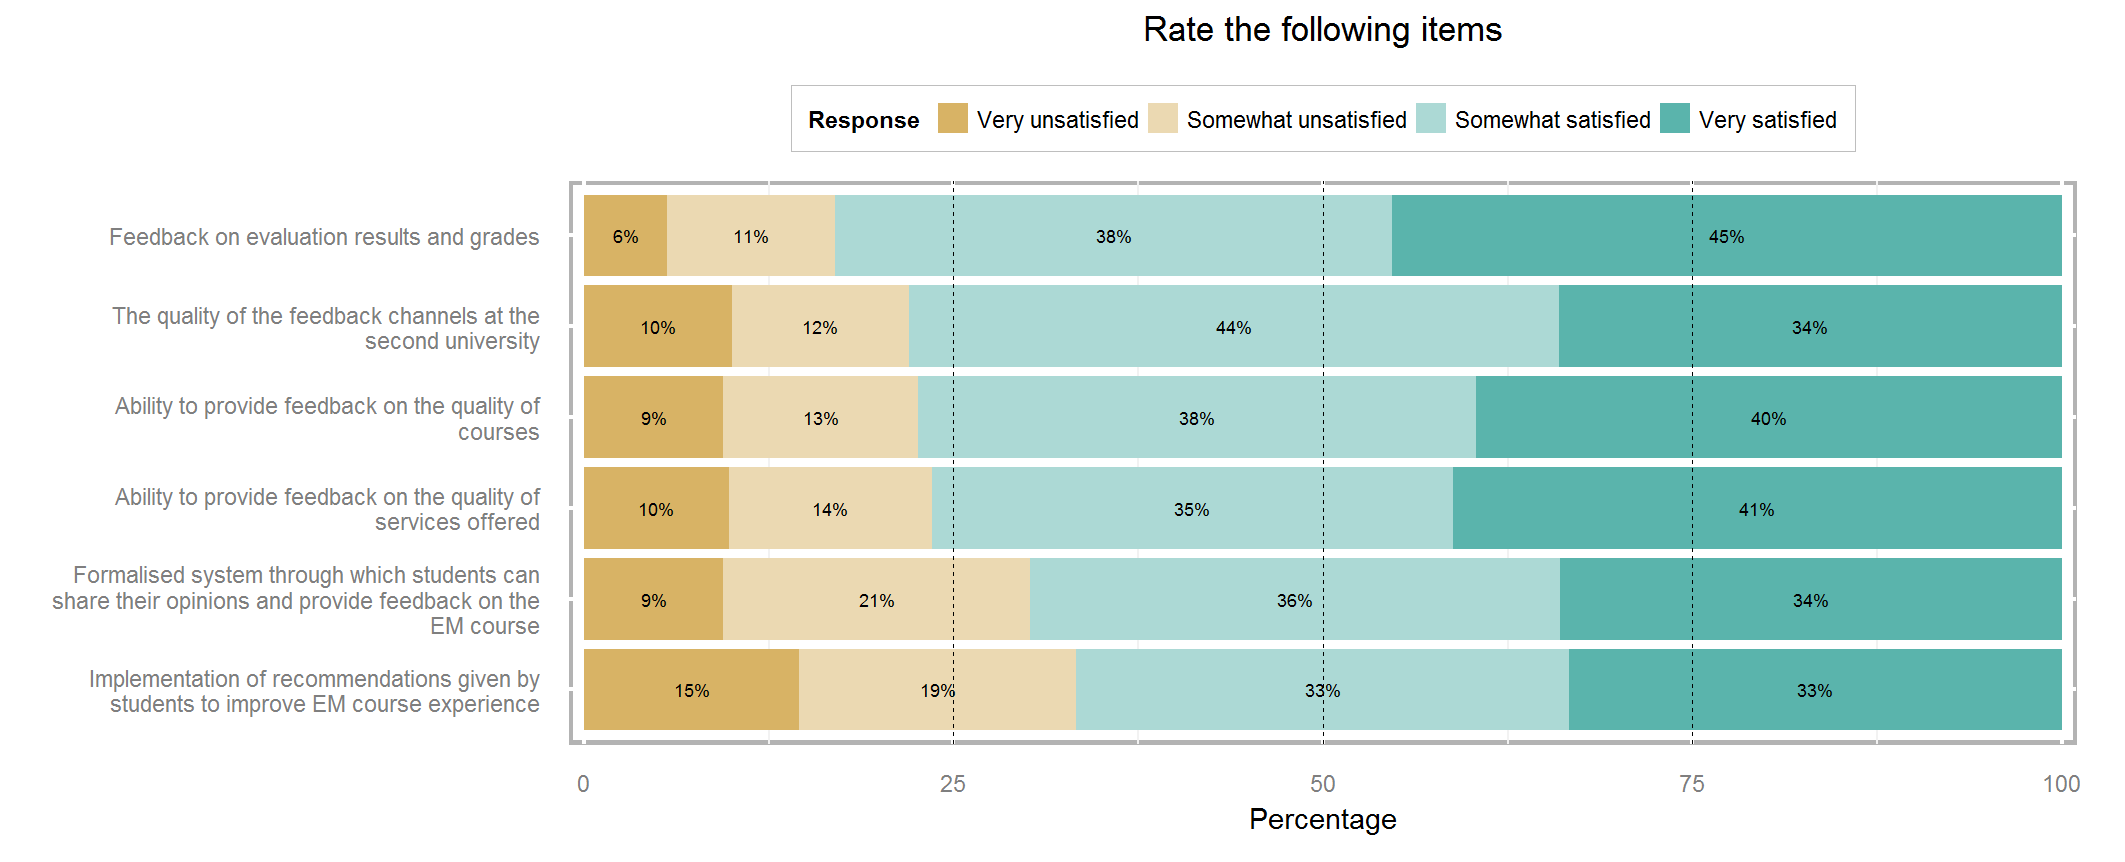 Rate the following items
Response Very unsatisfied Somewhat unsatisfied Somewhat satisfied Very satisfied
Feedback on evaluation results and grades
6% 11% 38% 45%
The quality of the feedback channels at the
second university
10% 12% 44% 34%
Ability to provide feedback on the quality of
courses
9% 13% 38% 40%
Ability to provide feedback on the quality of
services offered
10% 14% 35% 41%
Formalised system through which students can
share their opinions and provide feedback on the
EM course
9% 21% 36% 34%
Implementation of recommendations given by
students to improve EM course experience
15% 19% 33% 33%
0 25 50 75 100
Percentage